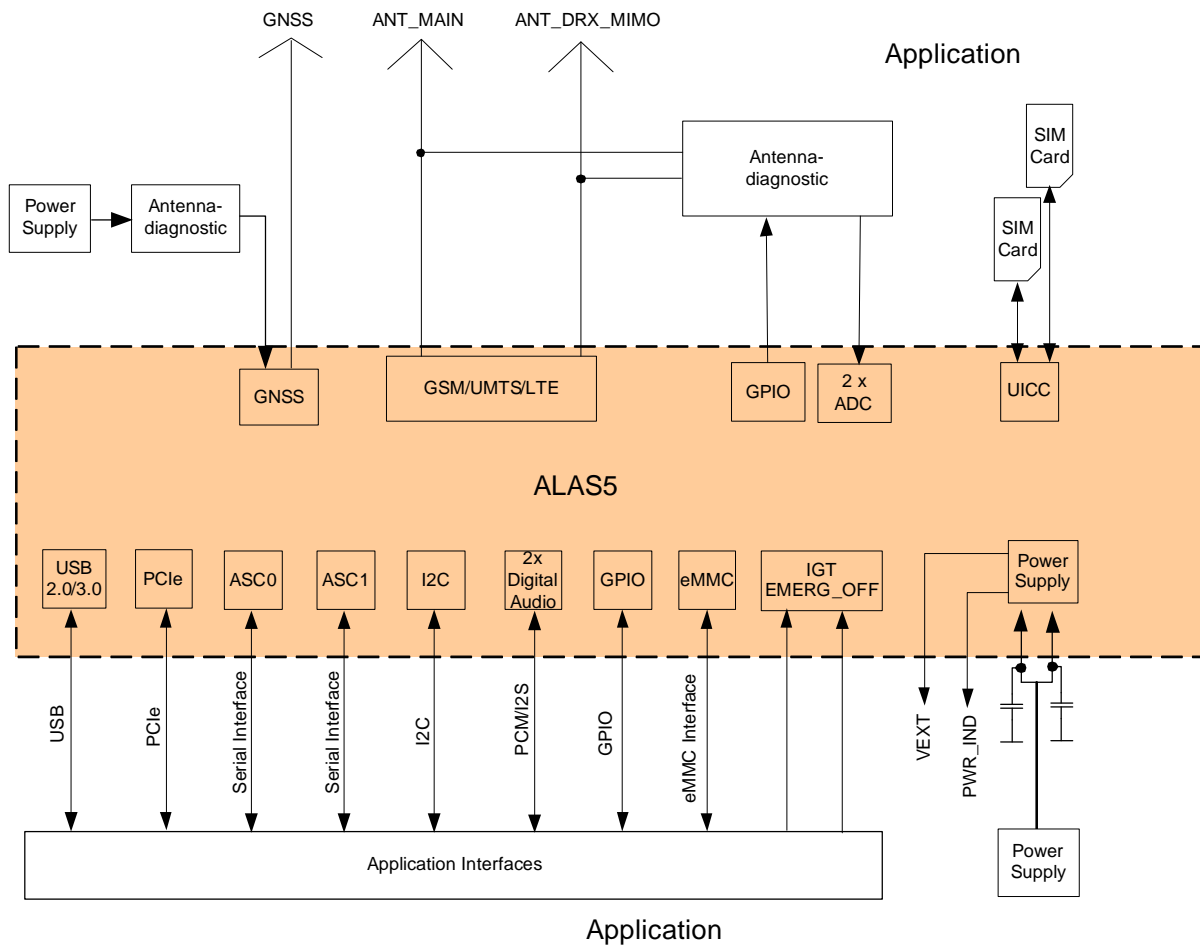 GNSS
ANT_MAIN
ANT_DRX_MIMO
Application
SIM
Card
Antenna-
diagnostic
Power
Supply
Antenna-
diagnostic
SIM
Card
GNSS
GSM/UMTS/LTE
GPIO
2 x
ADC
UICC
ALAS5
USB
2.0/3.0
PCIe
ASC0
ASC1
I2C
2x
Digital
Audio
GPIO
eMMC
IGT
EMERG_OFF
Power
Supply
USB
PCIe
Serial Interface
Serial Interface
I2C
PCM/I2S
GPIO
eMMC Interface
VEXT
PWR_IND
Application Interfaces
Power
Supply
Application